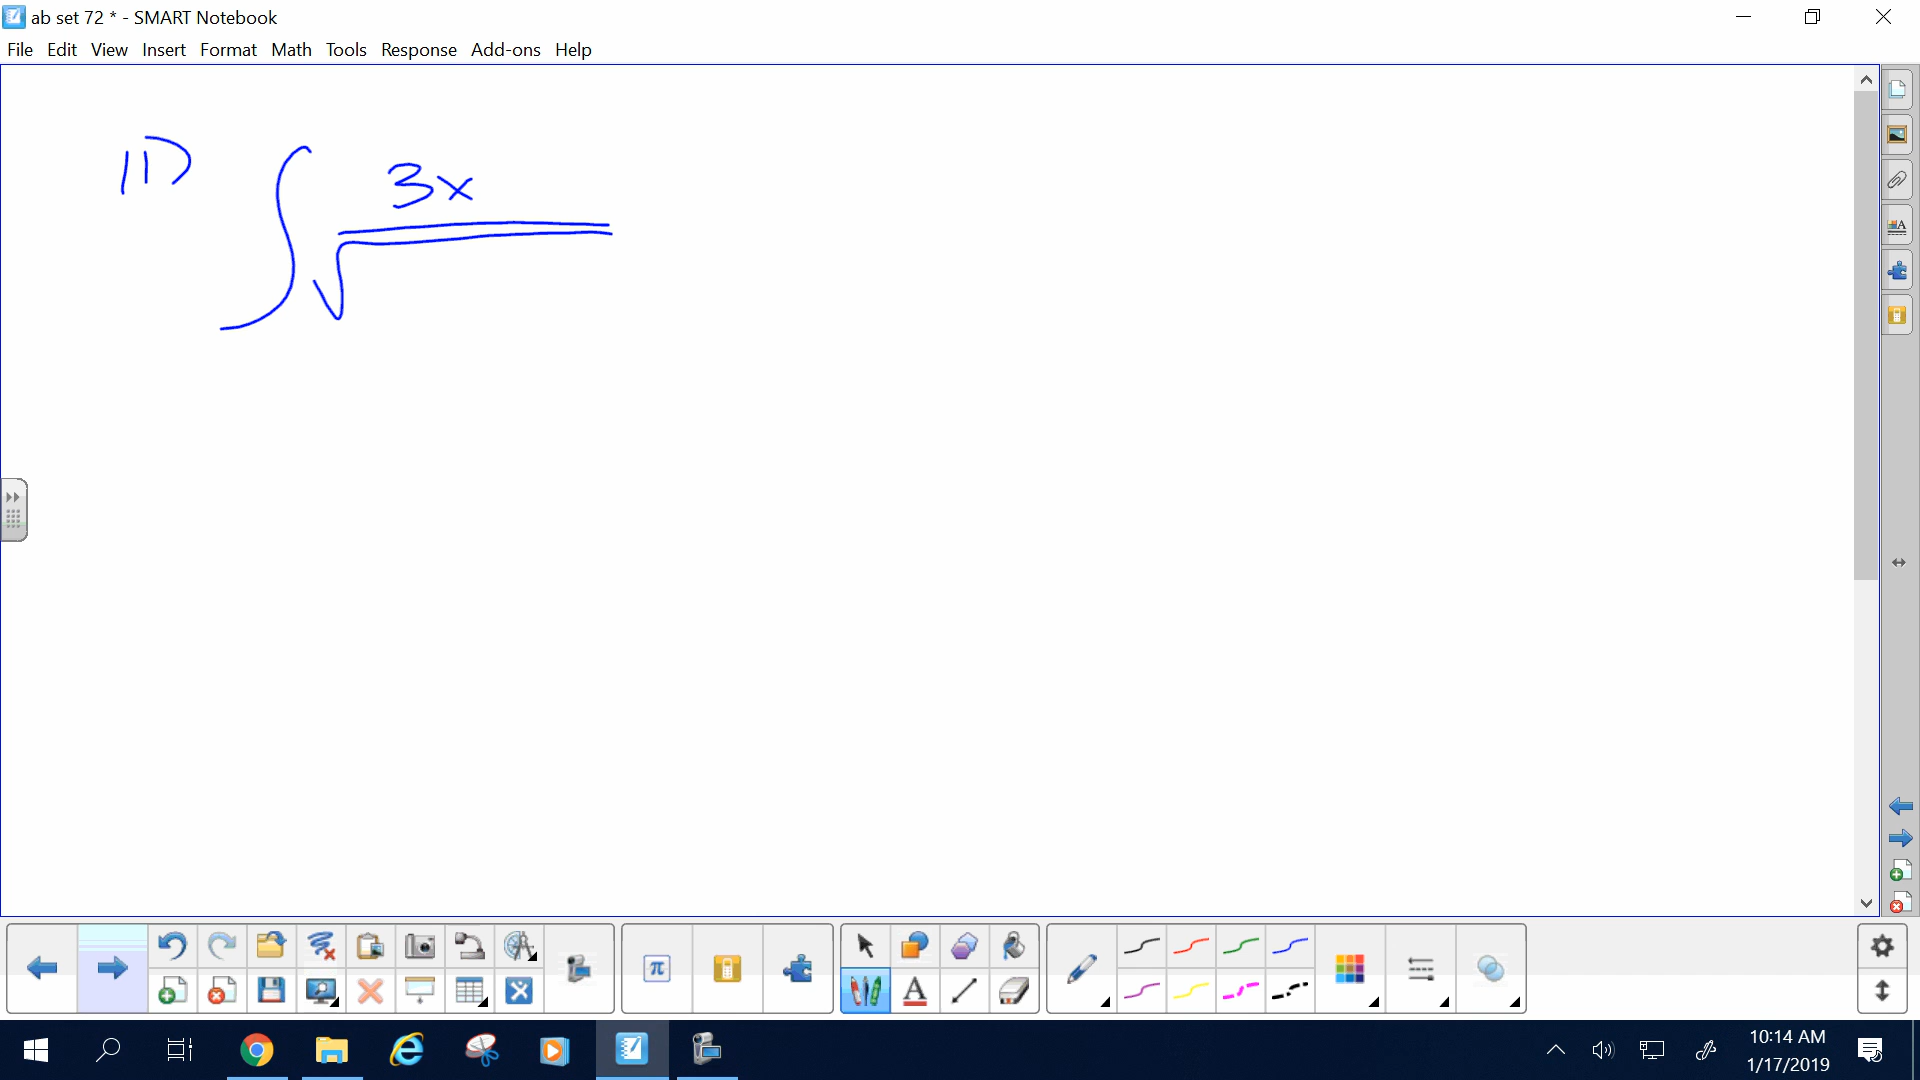 ab set 72 * - SMART Notebook
File Edit View Insert Format Math Tools Response Add-ons Help
11) ∫ 3x / √
π
A
10:14 AM
1/17/2019